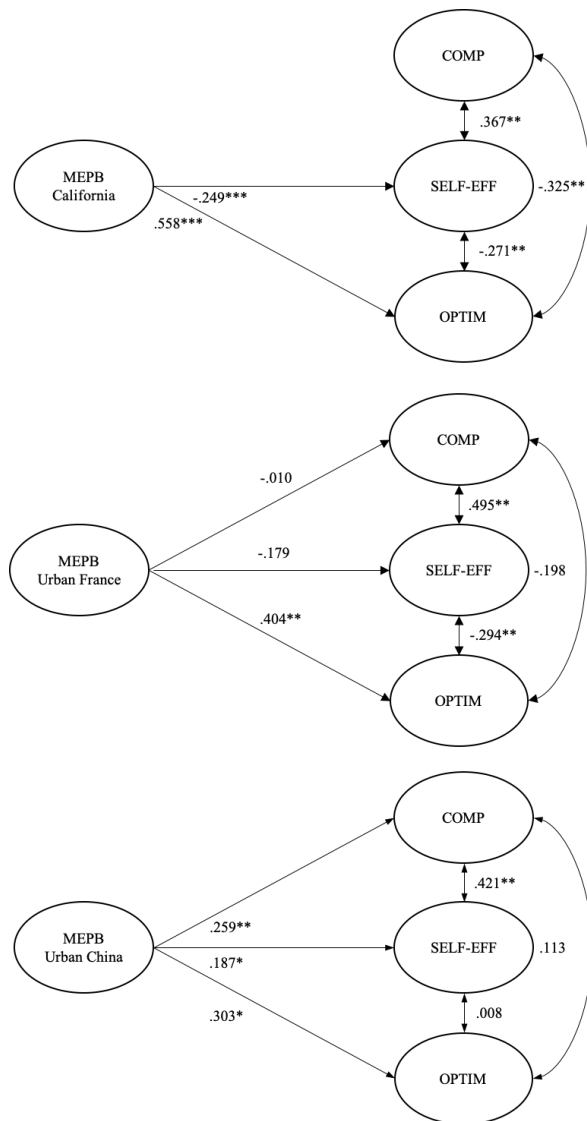 COMP
.367**
MEPB
California
-.249***
SELF-EFF
-.325**
.558***
-.271**
OPTIM
COMP
-.010
.495**
MEPB
Urban France
-.179
SELF-EFF
-.198
.404**
-.294**
OPTIM
COMP
.421**
.259**
MEPB
Urban China
SELF-EFF
.113
.187*
.303*
.008
OPTIM